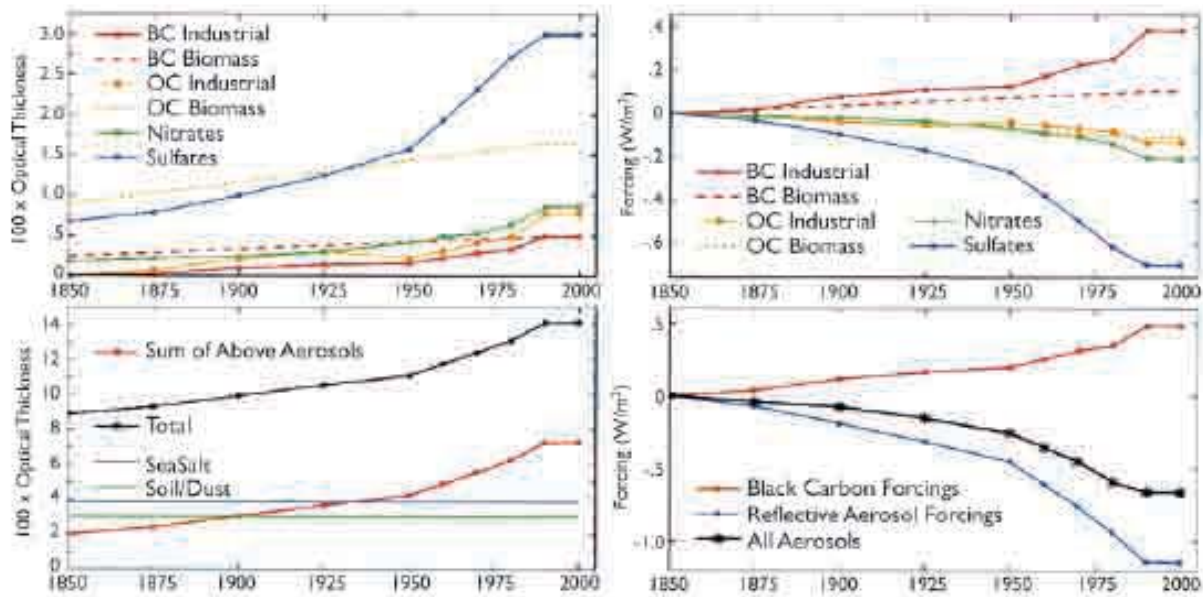 3.0
2.5
2.0
1.5
1.0
.5
0
100 x Optical Thickness
BC Industrial
BC Biomass
OC Industrial
OC Biomass
Nitrates
Sulfates
1850 1875 1900 1925 1950 1975 2000
.4
.2
0
-.2
-.4
-.6
Forcing (W/m²)
BC Industrial
BC Biomass
OC Industrial
OC Biomass
Nitrates
Sulfates
1850 1875 1900 1925 1950 1975 2000
14
12
10
8
6
4
2
0
100 x Optical Thickness
Sum of Above Aerosols
Total
SeaSalt
Soil/Dust
1850 1875 1900 1925 1950 1975 2000
.5
0
-.5
-1.0
Forcing (W/m²)
Black Carbon Forcings
Reflective Aerosol Forcings
All Aerosols
1850 1875 1900 1925 1950 1975 2000